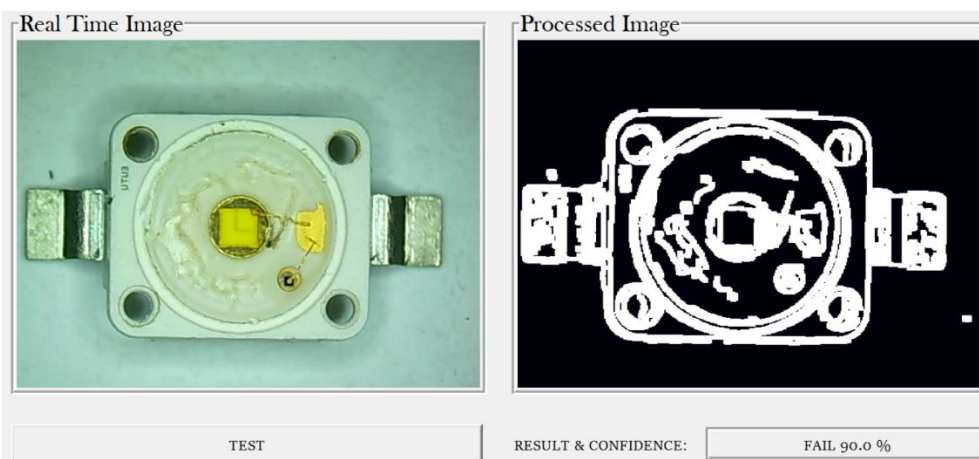 Real Time Image
Processed Image
TEST
RESULT & CONFIDENCE:
FAIL 90.0 %